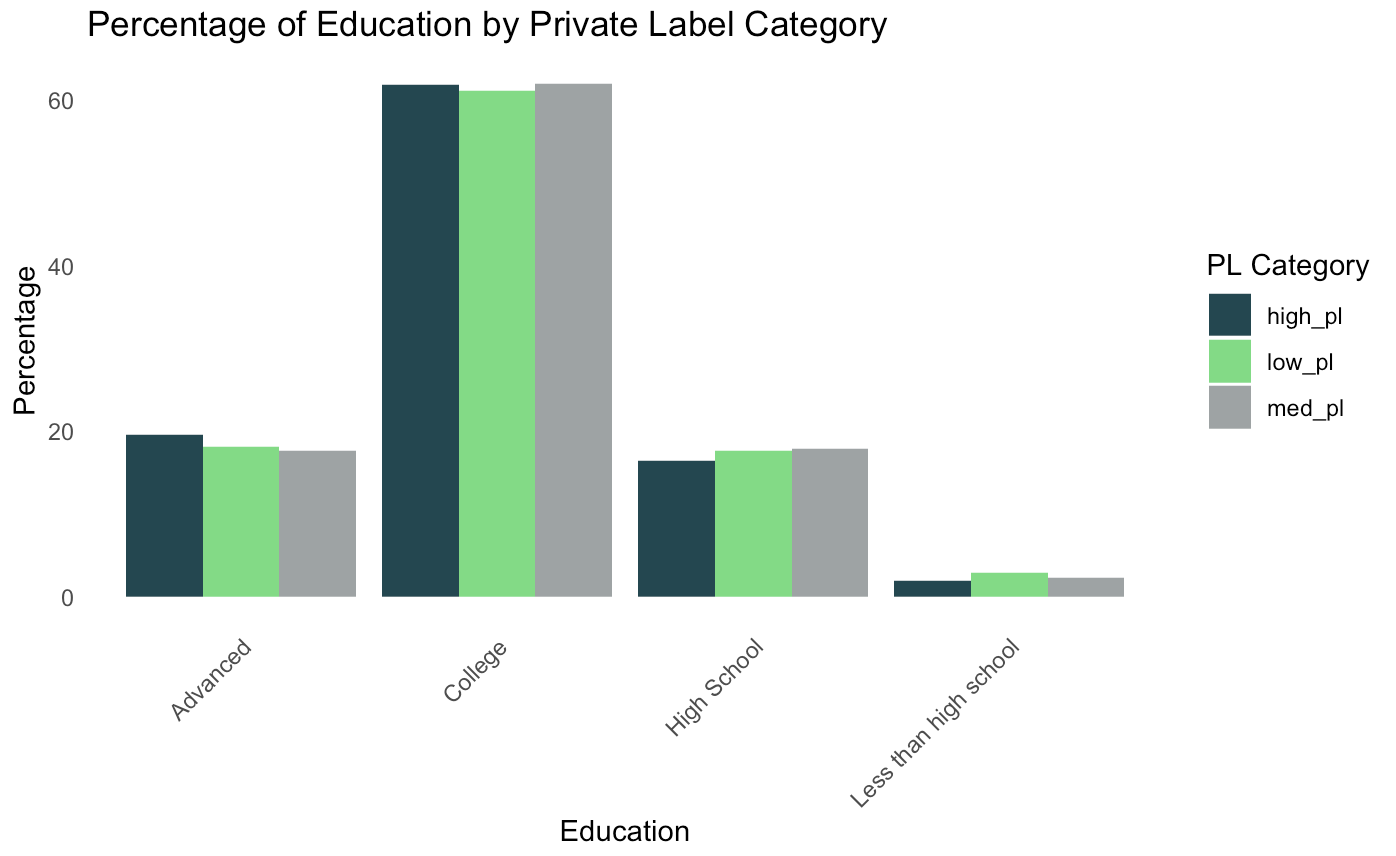 Percentage of Education by Private Label Category
Percentage
60
40
20
0
Advanced
College
High School
Less than high school
Education
PL Category
high_pl
low_pl
med_pl